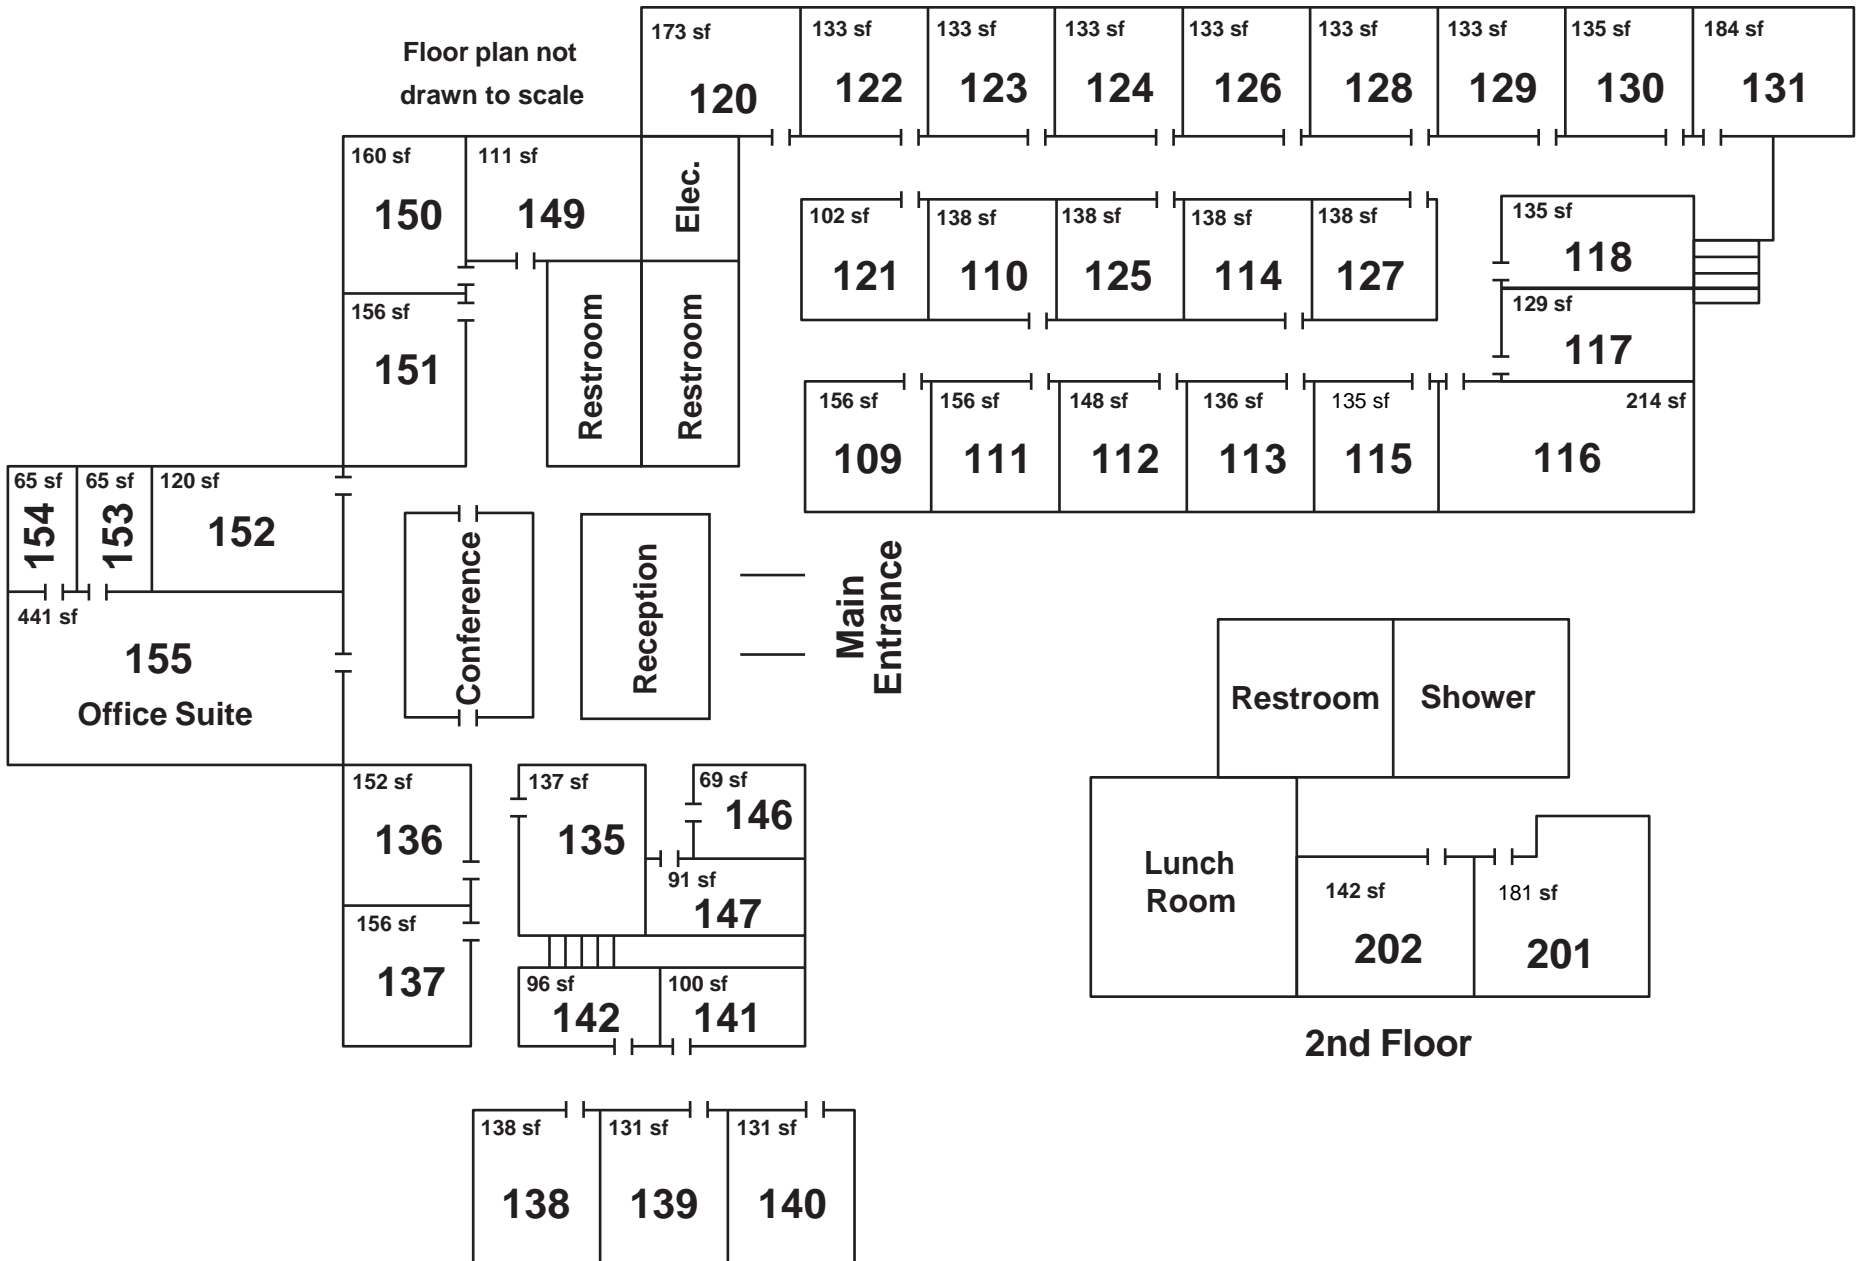 Floor plan not
drawn to scale
173 sf
120
133 sf
122
133 sf
123
133 sf
124
133 sf
126
133 sf
128
133 sf
129
135 sf
130
184 sf
131
160 sf
150
111 sf
149
Elec.
156 sf
151
Restroom
Restroom
102 sf
121
138 sf
110
138 sf
125
138 sf
114
138 sf
127
135 sf
118
129 sf
117
156 sf
109
156 sf
111
148 sf
112
136 sf
113
135 sf
115
214 sf
116
65 sf
154
65 sf
153
120 sf
152
441 sf
155
Office Suite
Conference
Reception
Main
Entrance
152 sf
136
156 sf
137
137 sf
135
69 sf
146
91 sf
147
96 sf
142
100 sf
141
138 sf
138
131 sf
139
131 sf
140
Restroom
Shower
Lunch
Room
142 sf
202
181 sf
201
2nd Floor